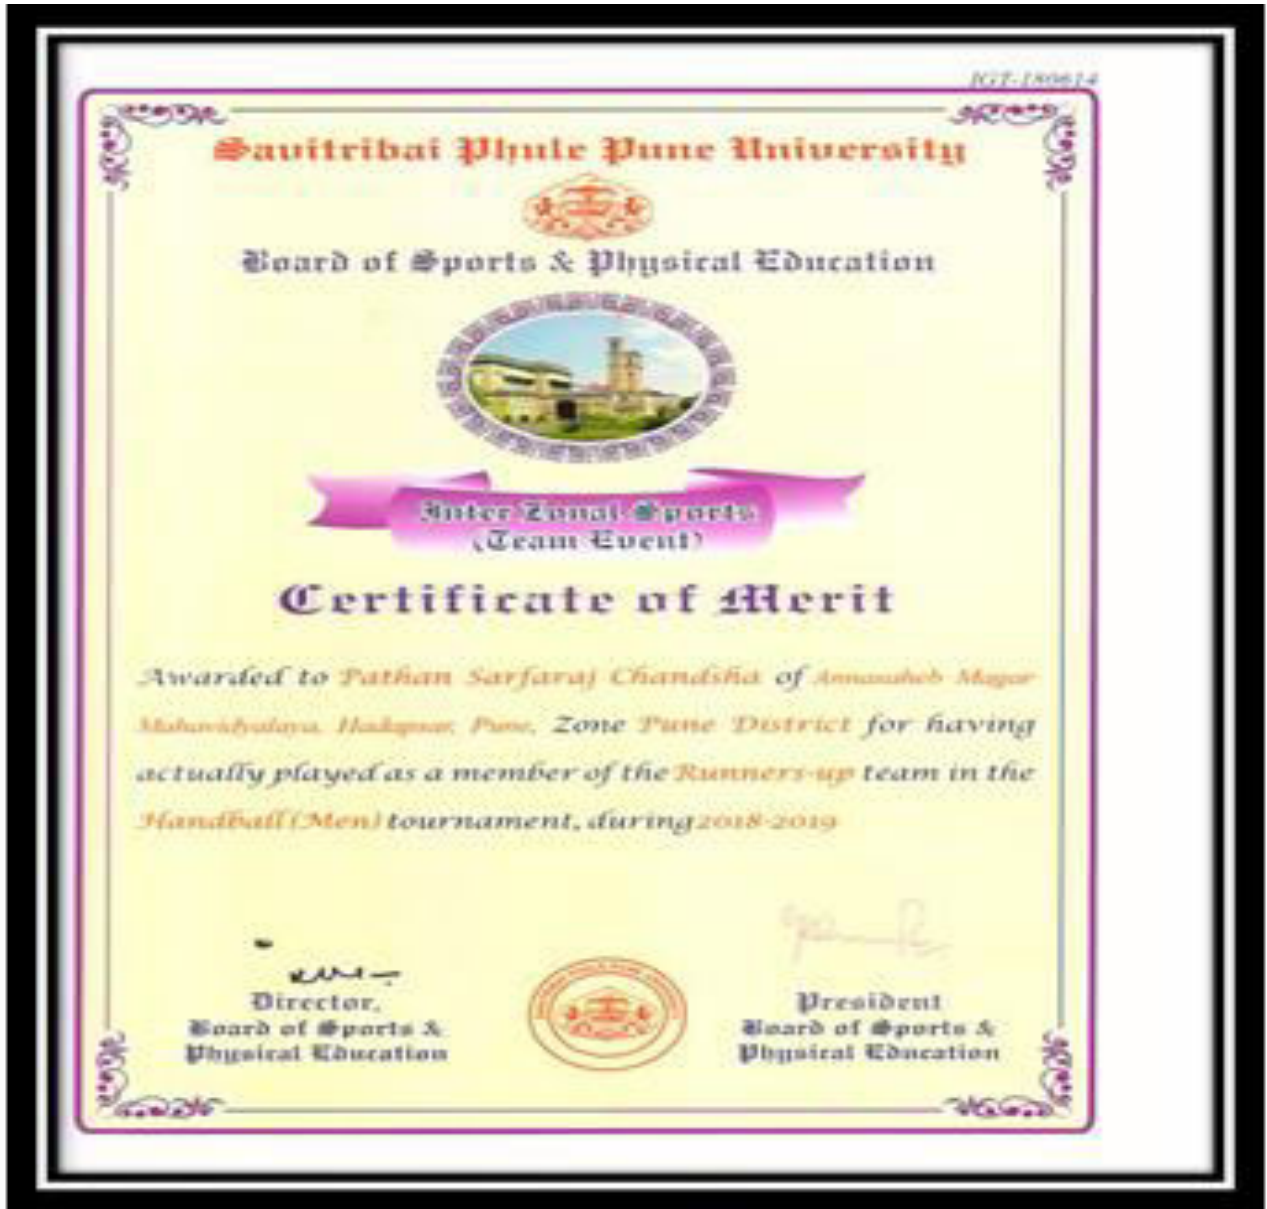 IGT-180614
Savitribai Phule Pune University
Board of Sports & Physical Education
Inter Zonal Sports
(Team Event)
Certificate of Merit
Awarded to Pathan Sarfaraj Chandsha of Annasaheb Magar
Mahavidyalaya, Hadapsar, Pune, Zone Pune District for having
actually played as a member of the Runners-up team in the
Handball (Men) tournament, during 2018-2019
Director,
Board of Sports &
Physical Education
President
Board of Sports &
Physical Education